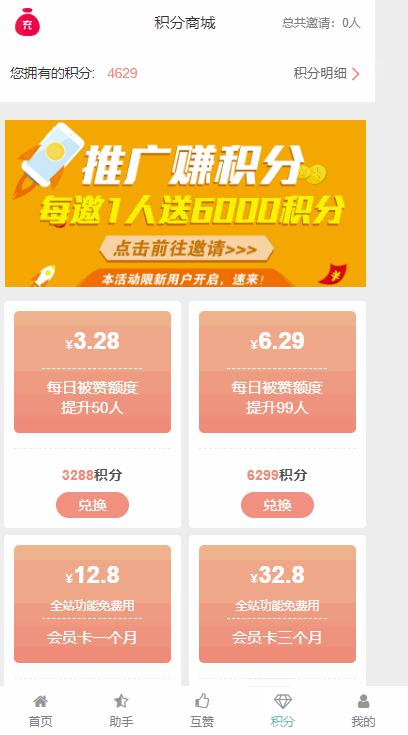 充
积分商城
总共邀请：0人
您拥有的积分：4629
积分明细
推广赚积分
每邀1人送6000积分
点击前往邀请>>>
本活动限新用户开启，速来！
¥3.28
每日被赞额度
提升50人
3288积分
兑换
¥6.29
每日被赞额度
提升99人
6299积分
兑换
¥12.8
全站功能免费用
会员卡一个月
¥32.8
全站功能免费用
会员卡三个月
首页
助手
互赞
积分
我的